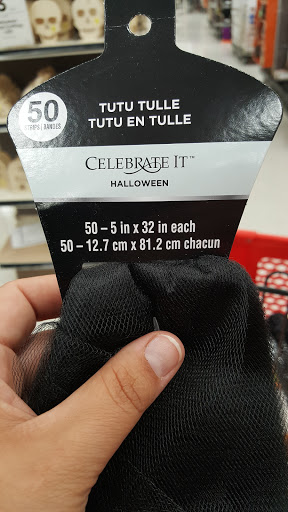 50
STRIPS / BANDES
TUTU TULLE
TUTU EN TULLE
CELEBRATE IT™
HALLOWEEN
50 – 5 in x 32 in each
50 – 12.7 cm x 81.2 cm chacun